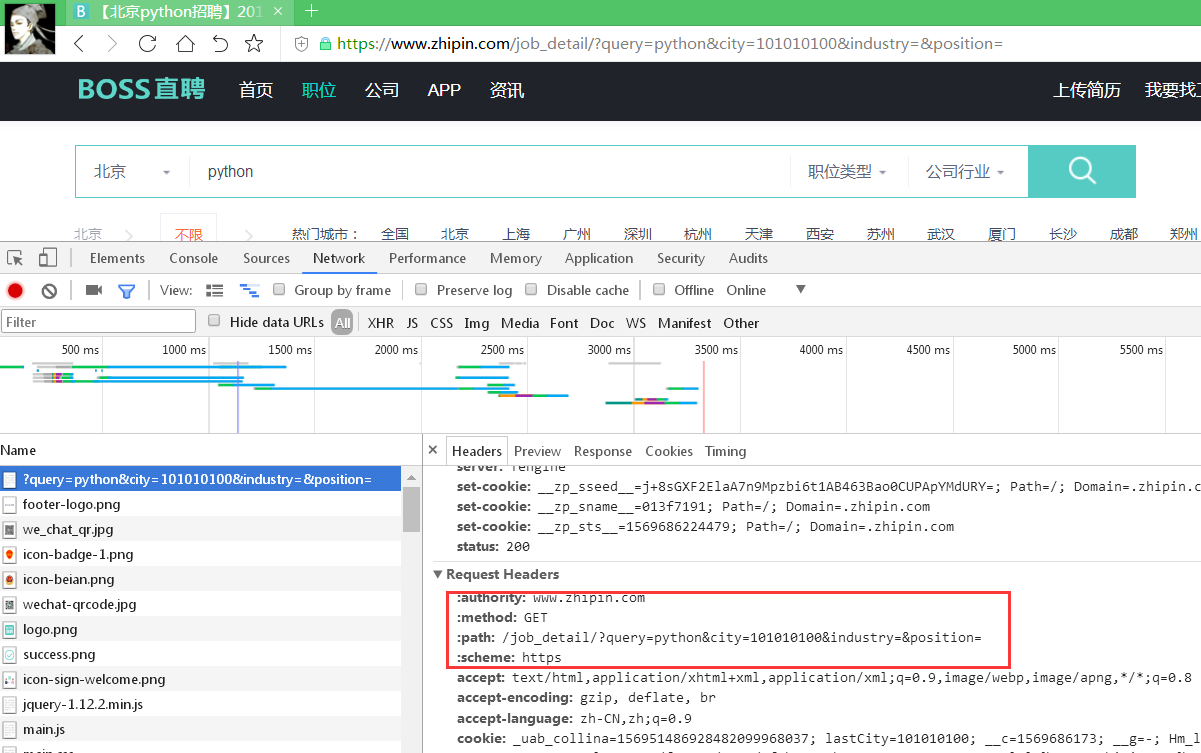 B 【北京python招聘】201 × +
https://www.zhipin.com/job_detail/?query=python&city=101010100&industry=&position=
BOSS直聘 首页 职位 公司 APP 资讯 上传简历 我要找工
北京 python 职位类型 公司行业
北京 不限 热门城市： 全国 北京 上海 广州 深圳 杭州 天津 西安 苏州 武汉 厦门 长沙 成都 郑州
Elements Console Sources Network Performance Memory Application Security Audits
View: Group by frame Preserve log Disable cache Offline Online ▼
Filter Hide data URLs All XHR JS CSS Img Media Font Doc WS Manifest Other
500 ms 1000 ms 1500 ms 2000 ms 2500 ms 3000 ms 3500 ms 4000 ms 4500 ms 5000 ms 5500 ms
Name
?query=python&city=101010100&industry=&position=
footer-logo.png
we_chat_qr.jpg
icon-badge-1.png
icon-beian.png
wechat-qrcode.jpg
logo.png
success.png
icon-sign-welcome.png
jquery-1.12.2.min.js
main.js
× Headers Preview Response Cookies Timing
server: Tengine
set-cookie: __zp_sseed__=j+8sGXF2ElaA7n9Mpzbi6t1AB463Bao0CUPApYMdURY=; Path=/; Domain=.zhipin.c
set-cookie: __zp_sname__=013f7191; Path=/; Domain=.zhipin.com
set-cookie: __zp_sts__=1569686224479; Path=/; Domain=.zhipin.com
status: 200
▼ Request Headers
:authority: www.zhipin.com
:method: GET
:path: /job_detail/?query=python&city=101010100&industry=&position=
:scheme: https
accept: text/html,application/xhtml+xml,application/xml;q=0.9,image/webp,image/apng,*/*;q=0.8
accept-encoding: gzip, deflate, br
accept-language: zh-CN,zh;q=0.9
cookie: _uab_collina=156951486928482099968037; lastCity=101010100; __c=1569686173; __g=-; Hm_l